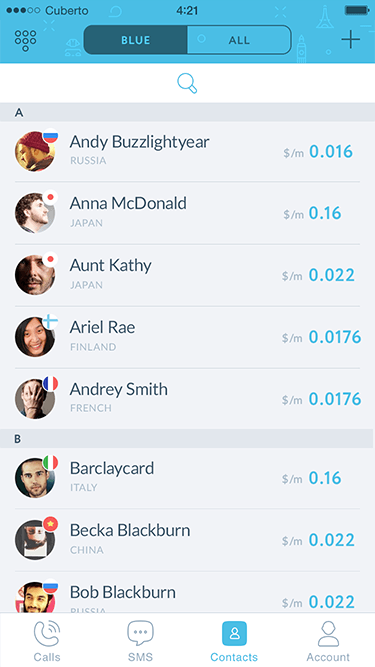 Cuberto 4:21
BLUE ALL
A
Andy Buzzlightyear
RUSSIA
$/m 0.016
Anna McDonald
JAPAN
$/m 0.16
Aunt Kathy
JAPAN
$/m 0.022
Ariel Rae
FINLAND
$/m 0.0176
Andrey Smith
FRENCH
$/m 0.0176
B
Barclaycard
ITALY
$/m 0.16
Becka Blackburn
CHINA
$/m 0.022
Bob Blackburn
RUSSIA
$/m 0.022
Calls SMS Contacts Account